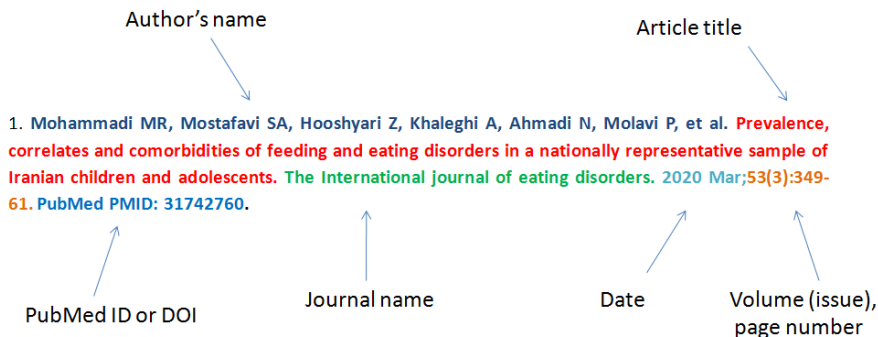 Author's name
Article title
1. Mohammadi MR, Mostafavi SA, Hooshyari Z, Khaleghi A, Ahmadi N, Molavi P, et al. Prevalence,
correlates and comorbidities of feeding and eating disorders in a nationally representative sample of
Iranian children and adolescents. The International journal of eating disorders. 2020 Mar;53(3):349-
61. PubMed PMID: 31742760.
PubMed ID or DOI
Journal name
Date
Volume (issue),
page number